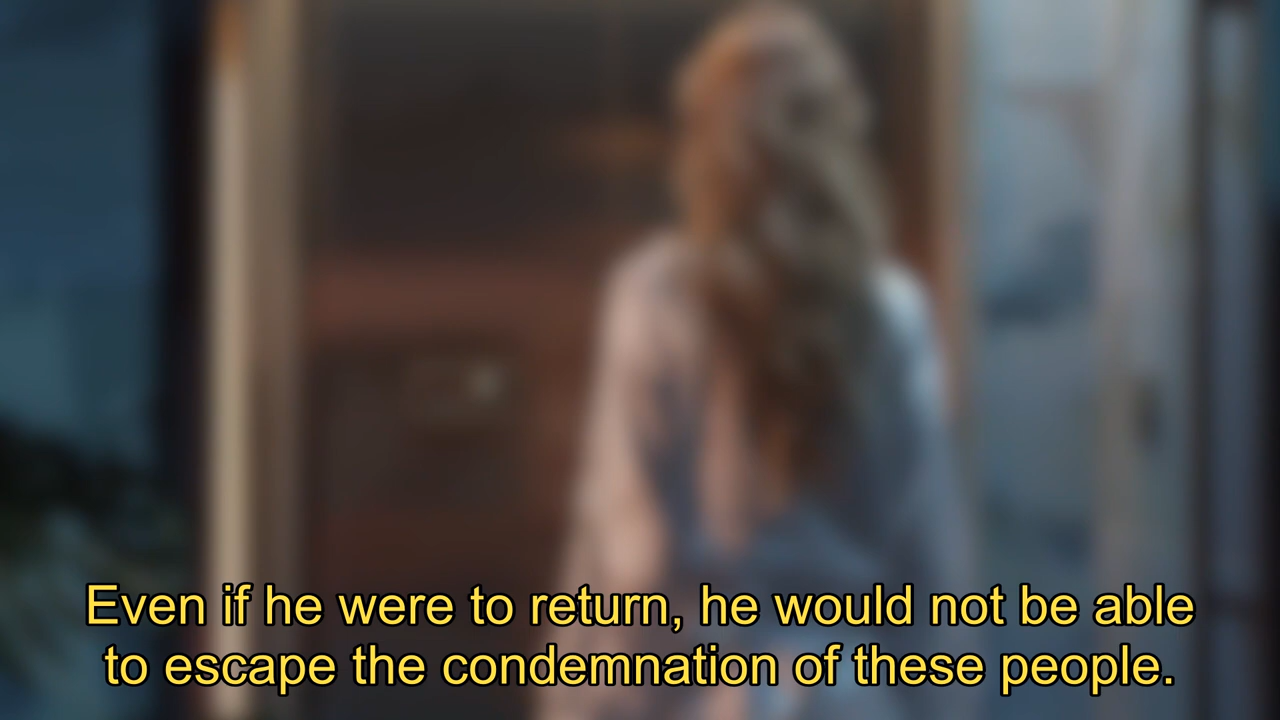 Even if he were to return, he would not be able
to escape the condemnation of these people.